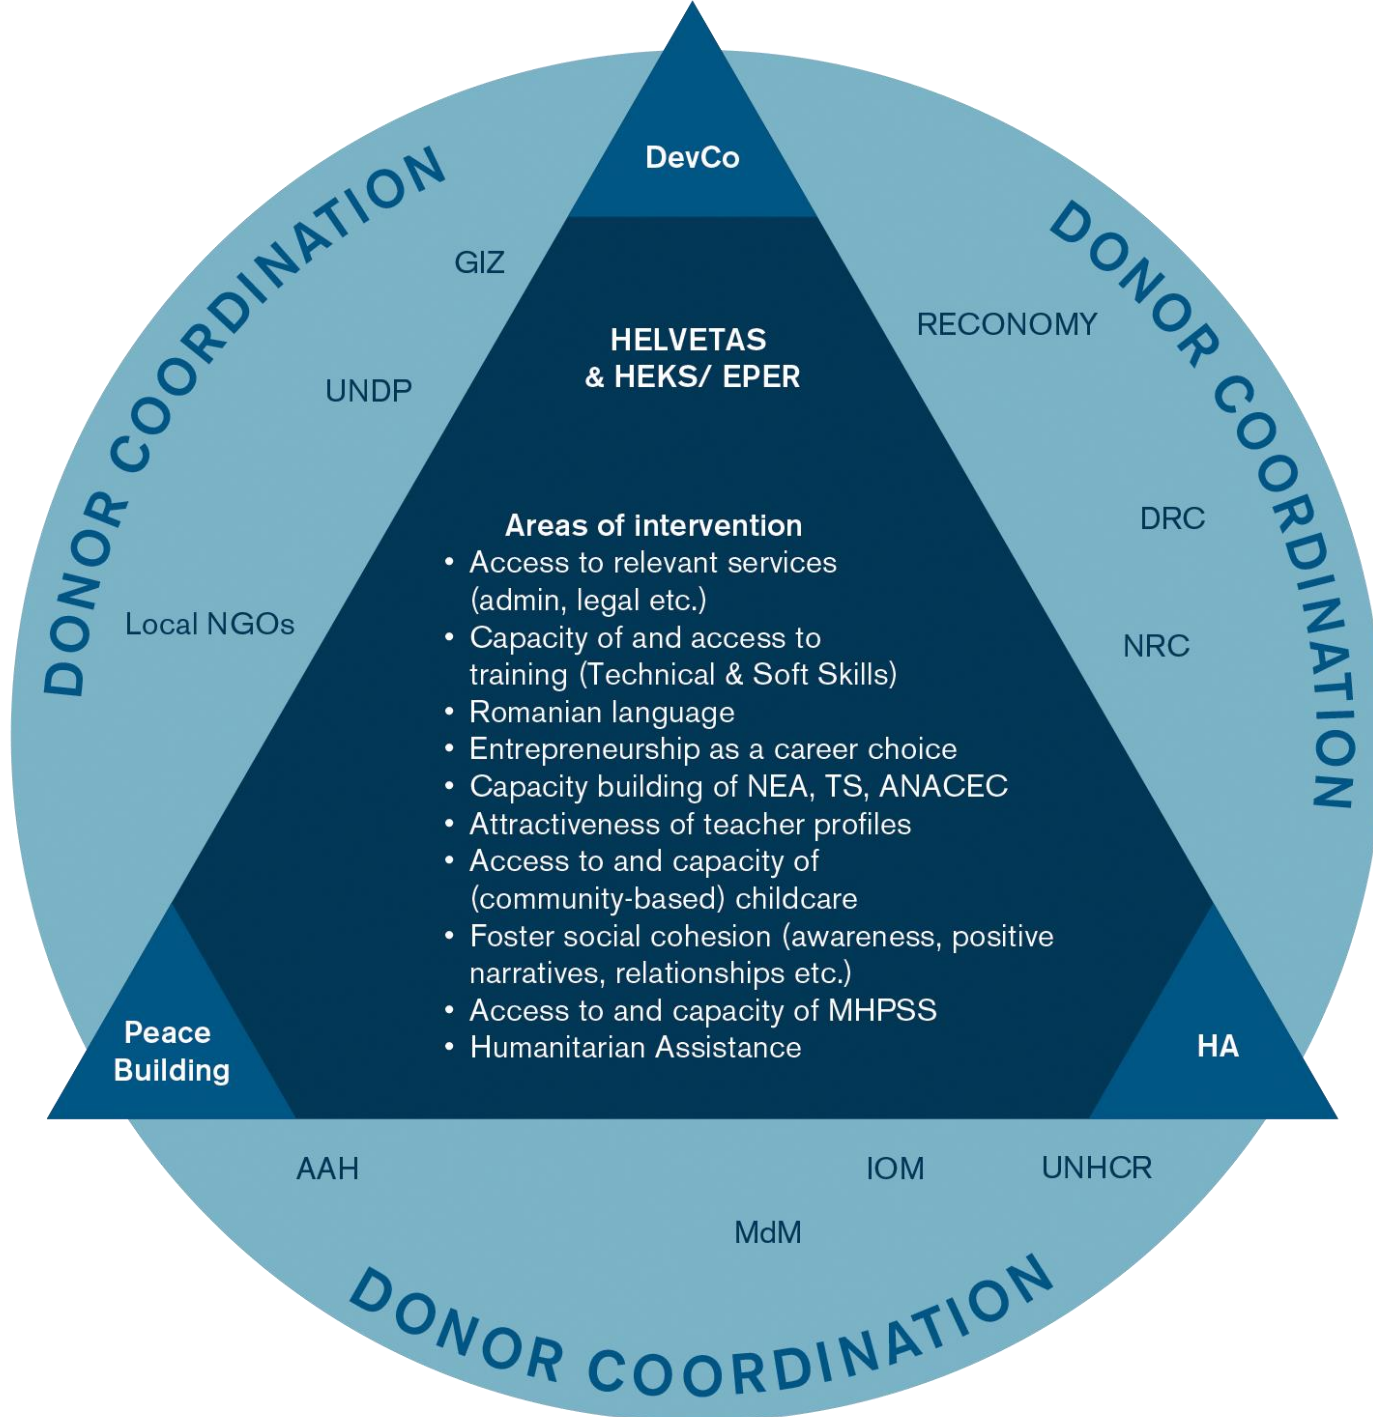 DevCo
DONOR COORDINATION
DONOR COORDINATION
GIZ
RECONOMY
HELVETAS
& HEKS/ EPER
UNDP
DRC
Areas of intervention
• Access to relevant services
(admin, legal etc.)
Local NGOs
• Capacity of and access to
training (Technical & Soft Skills)
NRC
• Romanian language
• Entrepreneurship as a career choice
• Capacity building of NEA, TS, ANACEC
• Attractiveness of teacher profiles
• Access to and capacity of
(community-based) childcare
• Foster social cohesion (awareness, positive
narratives, relationships etc.)
• Access to and capacity of MHPSS
• Humanitarian Assistance
Peace
Building
HA
AAH
IOM
UNHCR
MdM
DONOR COORDINATION